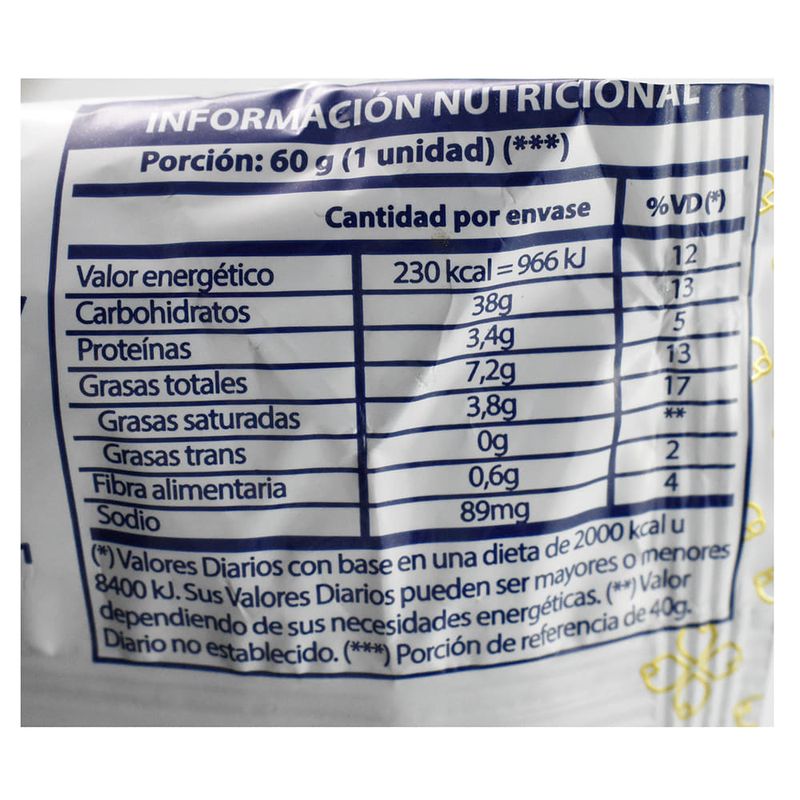 INFORMACIÓN NUTRICIONAL
Porción: 60 g (1 unidad) (***)
Cantidad por envase %VD(*)
Valor energético 230 kcal = 966 kJ 12
Carbohidratos 38g 13
Proteínas 3,4g 5
Grasas totales 7,2g 13
Grasas saturadas 3,8g 17
Grasas trans 0g **
Fibra alimentaria 0,6g 2
Sodio 89mg 4
(*) Valores Diarios con base en una dieta de 2000 kcal u
8400 kJ. Sus Valores Diarios pueden ser mayores o menores
dependiendo de sus necesidades energéticas. (**) Valor
Diario no establecido. (***) Porción de referencia de 40g.